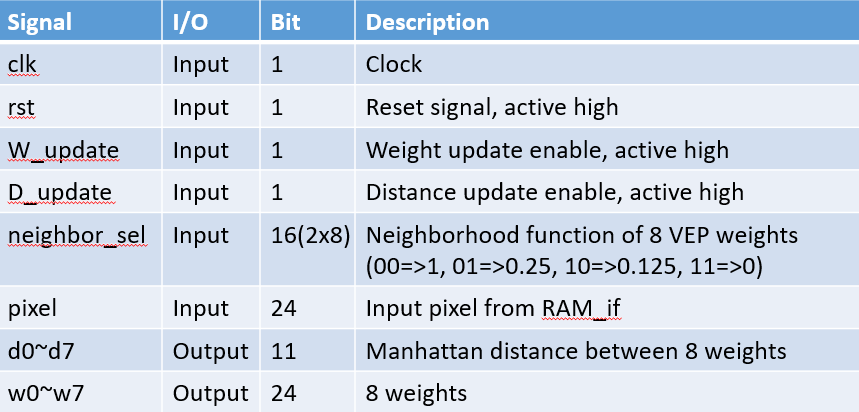 Signal I/O Bit Description
clk Input 1 Clock
rst Input 1 Reset signal, active high
W_update Input 1 Weight update enable, active high
D_update Input 1 Distance update enable, active high
neighbor_sel Input 16(2x8) Neighborhood function of 8 VEP weights
(00=>1, 01=>0.25, 10=>0.125, 11=>0)
pixel Input 24 Input pixel from RAM_if
d0~d7 Output 11 Manhattan distance between 8 weights
w0~w7 Output 24 8 weights